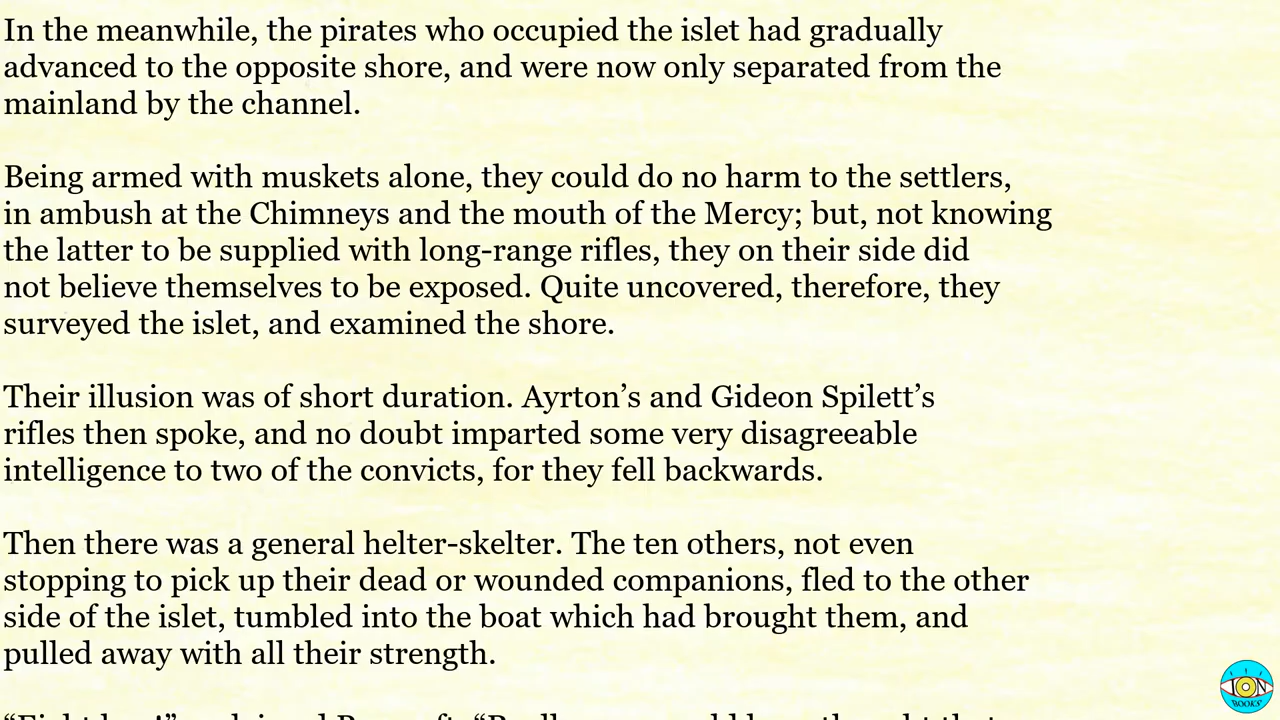 In the meanwhile, the pirates who occupied the islet had gradually
advanced to the opposite shore, and were now only separated from the
mainland by the channel.
Being armed with muskets alone, they could do no harm to the settlers,
in ambush at the Chimneys and the mouth of the Mercy; but, not knowing
the latter to be supplied with long-range rifles, they on their side did
not believe themselves to be exposed. Quite uncovered, therefore, they
surveyed the islet, and examined the shore.
Their illusion was of short duration. Ayrton’s and Gideon Spilett’s
rifles then spoke, and no doubt imparted some very disagreeable
intelligence to two of the convicts, for they fell backwards.
Then there was a general helter-skelter. The ten others, not even
stopping to pick up their dead or wounded companions, fled to the other
side of the islet, tumbled into the boat which had brought them, and
pulled away with all their strength.
ION
BOOKS